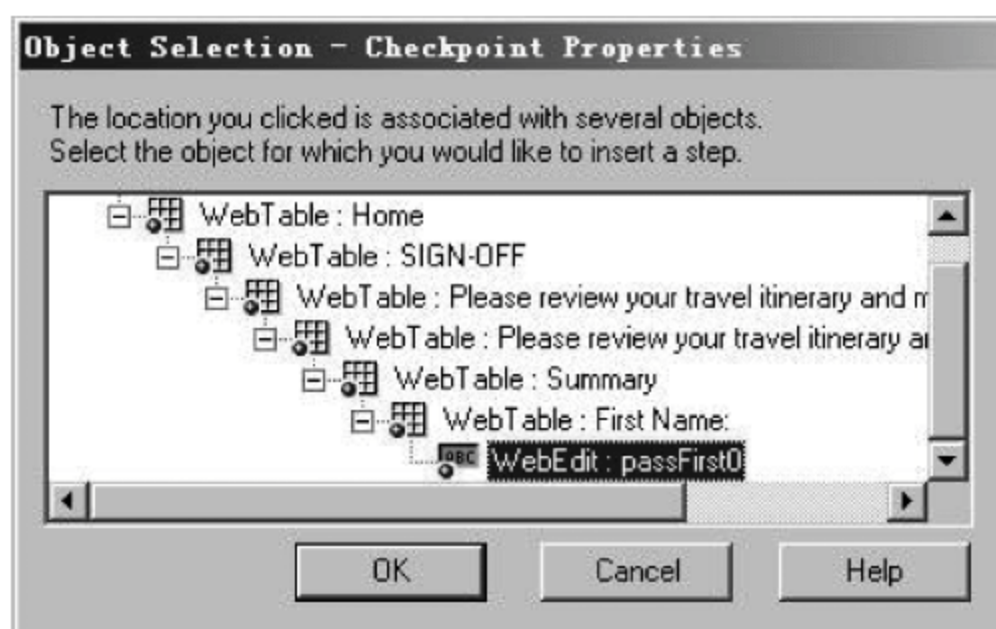 Object Selection - Checkpoint Properties
The location you clicked is associated with several objects.
Select the object for which you would like to insert a step.
WebTable : Home
WebTable : SIGN-OFF
WebTable : Please review your travel itinerary and m
WebTable : Please review your travel itinerary a
WebTable : Summary
WebTable : First Name:
ABC WebEdit : passFirst0
OK Cancel Help